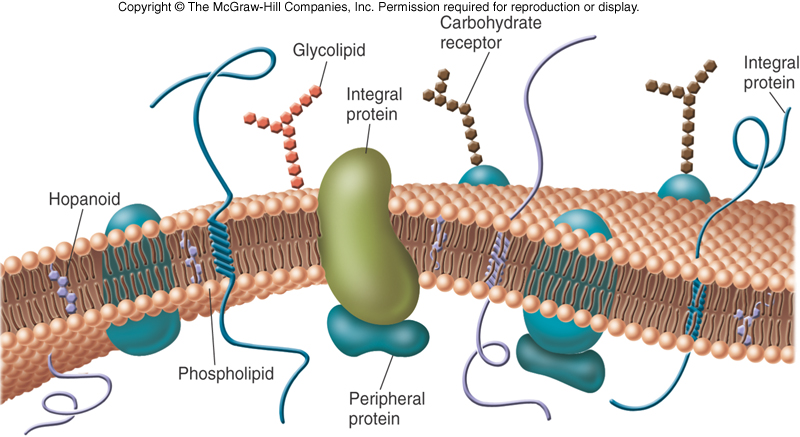 Copyright © The McGraw-Hill Companies, Inc. Permission required for reproduction or display.
Carbohydrate
receptor
Glycolipid
Integral
protein
Integral
protein
Hopanoid
Phospholipid
Peripheral
protein